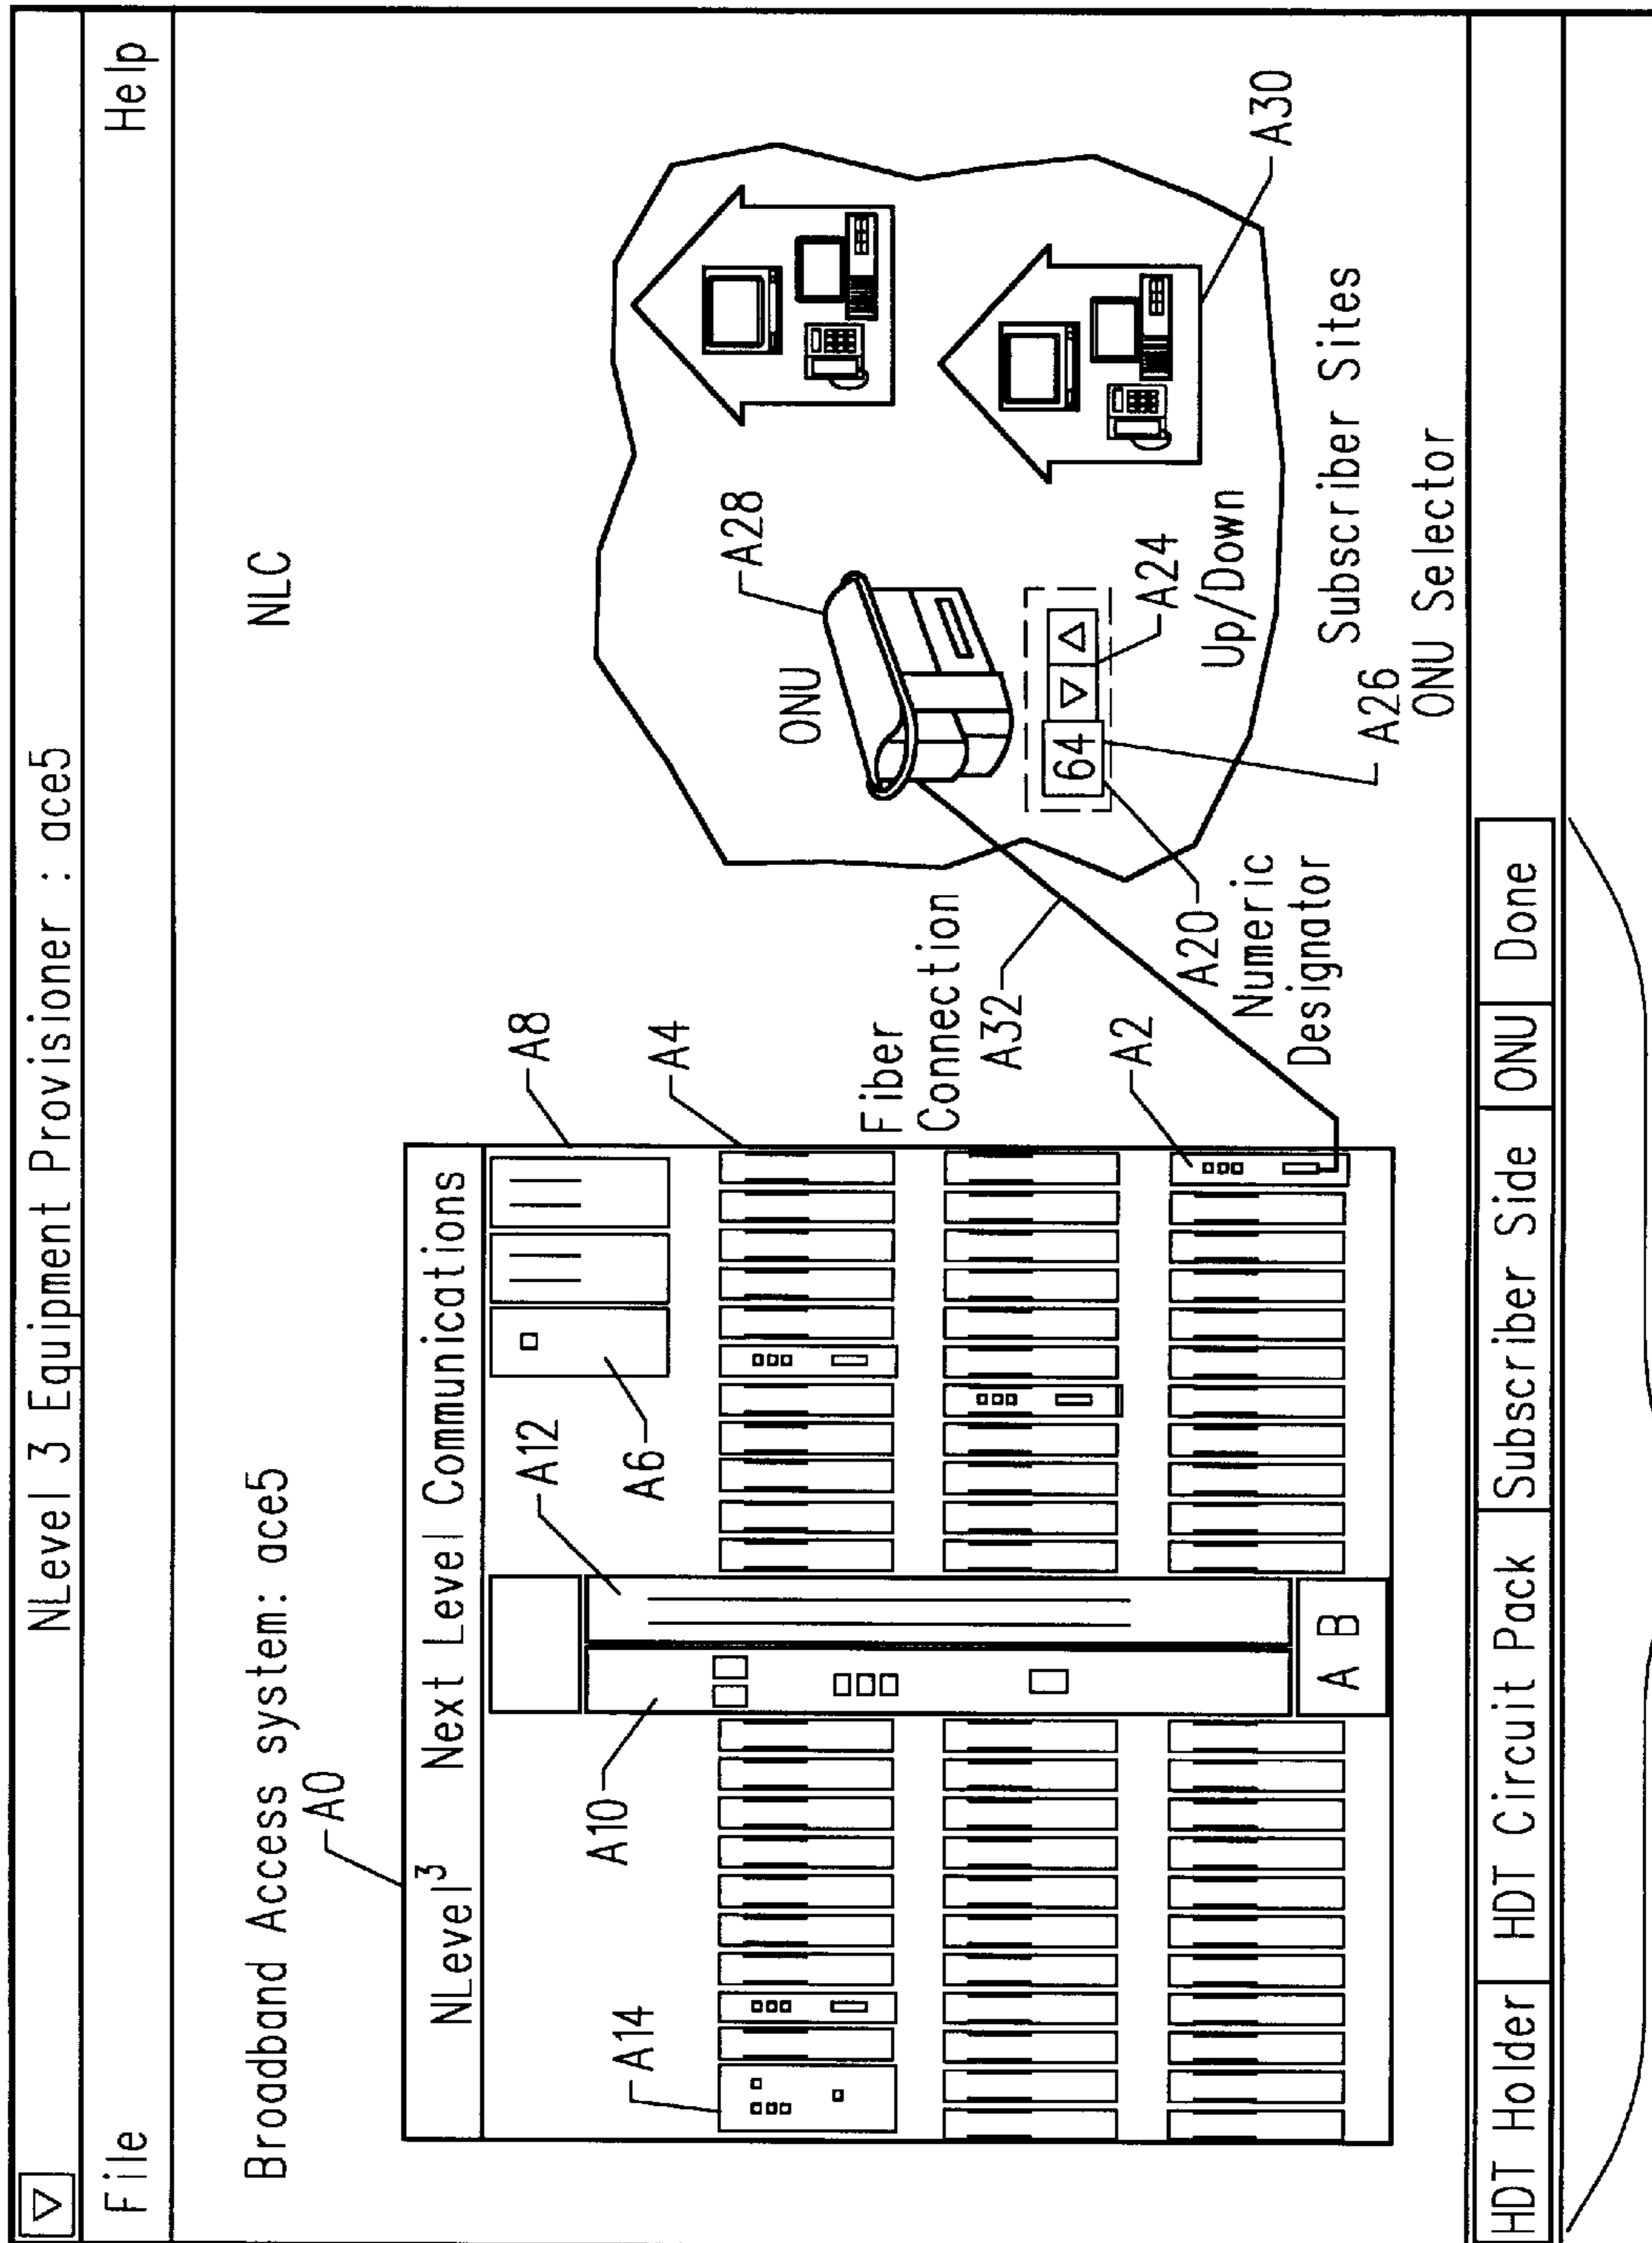 NLevel 3 Equipment Provisioner : ace5
File
Help
Broadband Access system: ace5
NLC
A0
NLevel³ Next Level Communications
A8
A4
A12
A6
A10
A14
A B
A2
Fiber
Connection
A32
ONU
A28
64
A20
Numeric
Designator
A24
Up/Down
A26
ONU Selector
Subscriber Sites
A30
HDT Holder
HDT Circuit Pack
Subscriber Side
ONU
Done